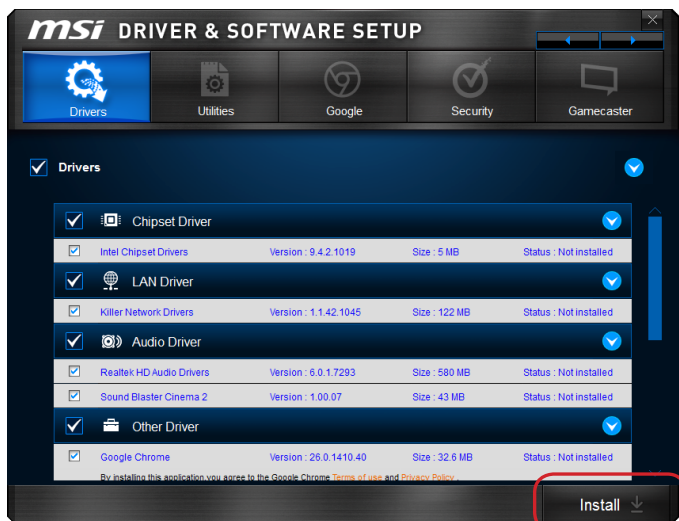 msi DRIVER & SOFTWARE SETUP
Drivers Utilities Google Security Gamecaster
Drivers
Chipset Driver
Intel Chipset Drivers Version : 9.4.2.1019 Size : 5 MB Status : Not installed
LAN Driver
Killer Network Drivers Version : 1.1.42.1045 Size : 122 MB Status : Not installed
Audio Driver
Realtek HD Audio Drivers Version : 6.0.1.7293 Size : 580 MB Status : Not installed
Sound Blaster Cinema 2 Version : 1.00.07 Size : 43 MB Status : Not installed
Other Driver
Google Chrome Version : 26.0.1410.40 Size : 32.6 MB Status : Not installed
By installing this application,you agree to the Google Chrome Terms of use and Privacy Policy .
Install